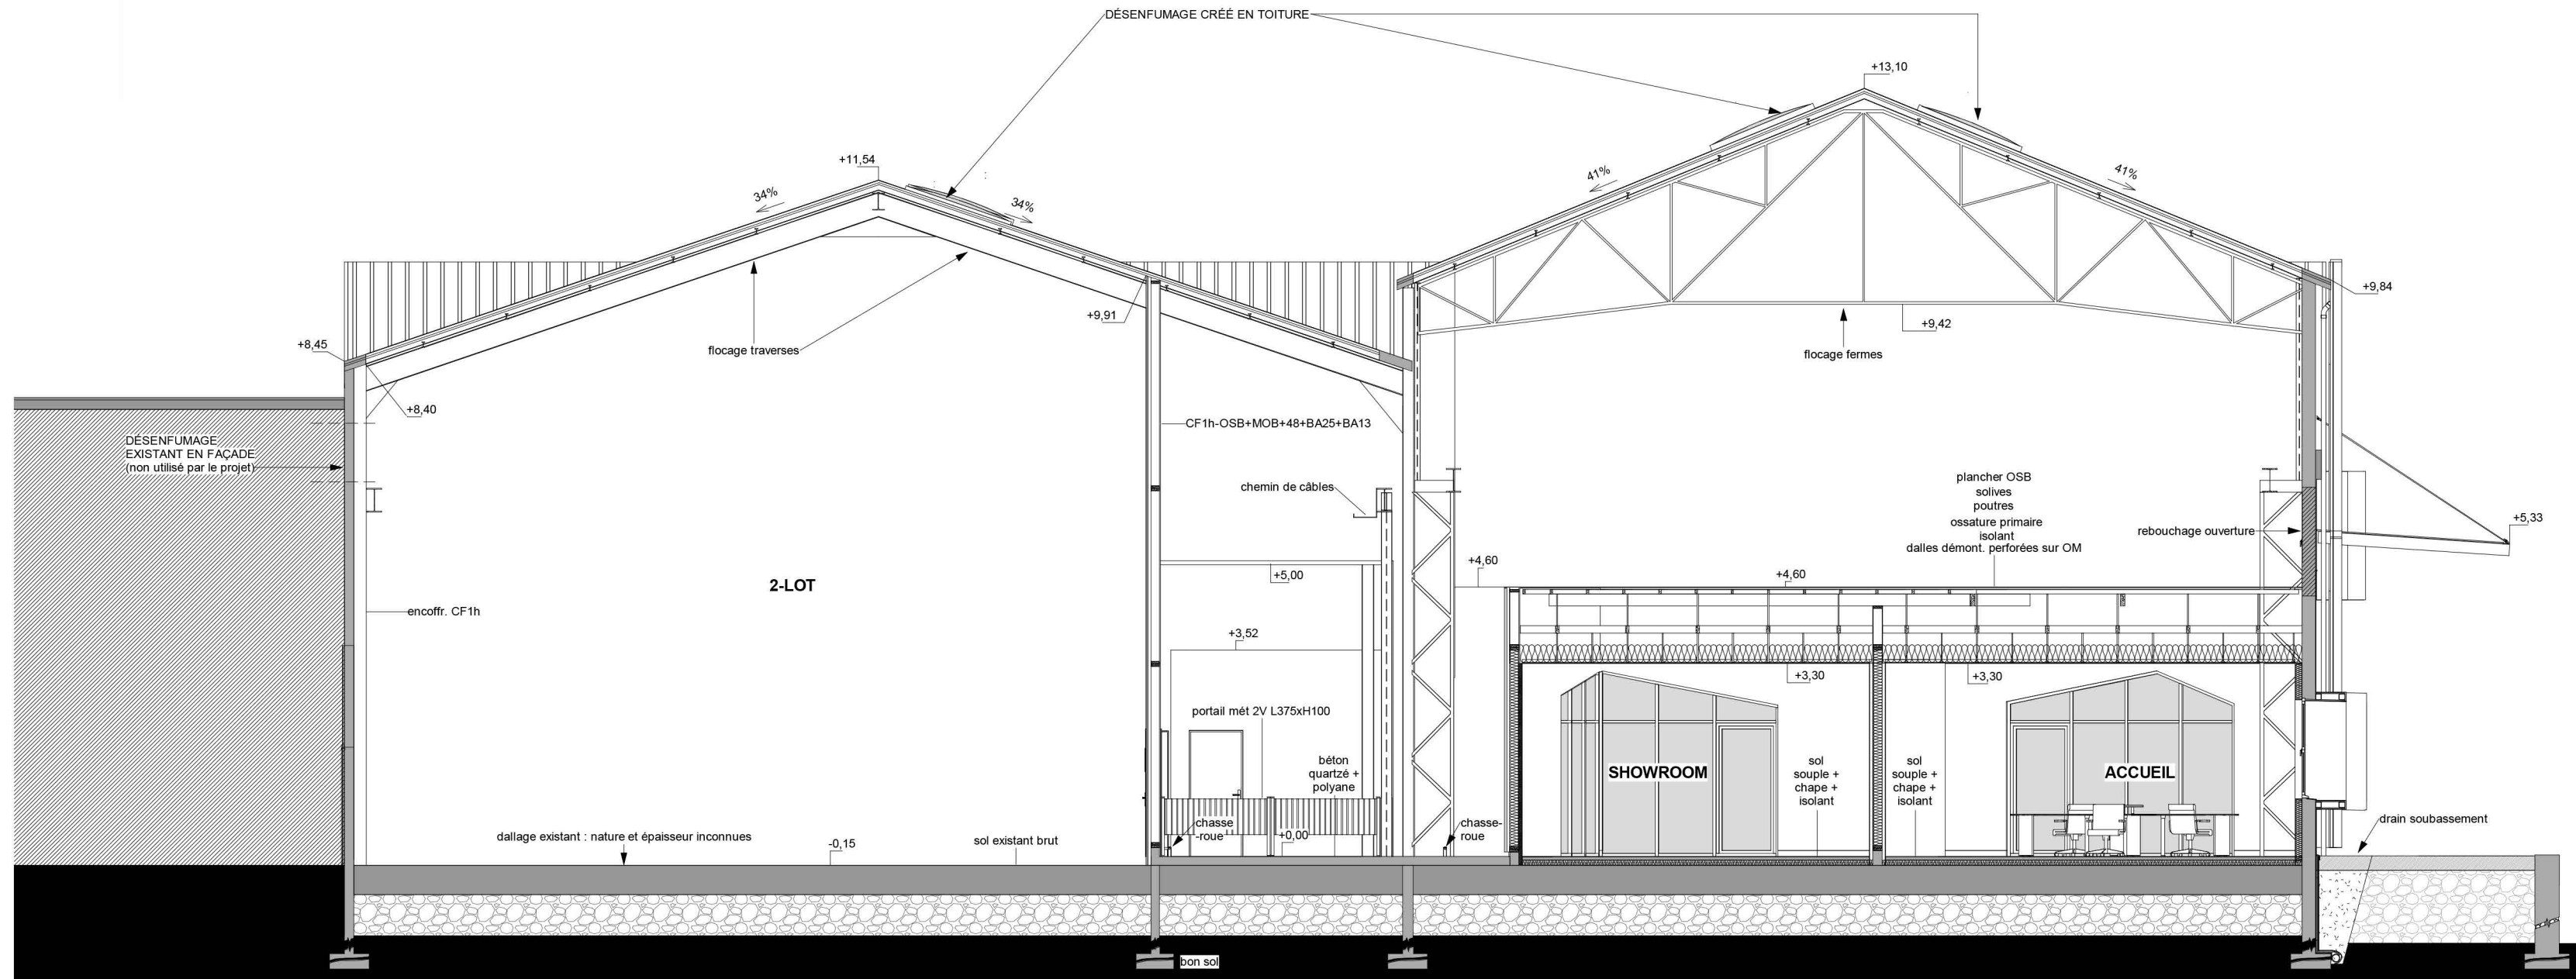 DÉSENFUMAGE CRÉÉ EN TOITURE
+13,10
+11,54
34%
34%
41%
41%
+9,84
+9,91
+9,42
+8,45
flocage traverses
flocage fermes
+8,40
CF1h-OSB+MOB+48+BA25+BA13
DÉSENFUMAGE
EXISTANT EN FAÇADE
(non utilisé par le projet)
chemin de câbles
plancher OSB
solives
poutres
ossature primaire
isolant
dalles démont. perforées sur OM
rebouchage ouverture
+5,33
+5,00
+4,60
+4,60
2-LOT
encoffr. CF1h
+3,52
+3,30
+3,30
portail mét 2V L375xH100
béton
quartzé +
polyane
SHOWROOM
sol
souple +
chape +
isolant
sol
souple +
chape +
isolant
ACCUEIL
chasse
-roue
+0,00
chasse-
roue
drain soubassement
dallage existant : nature et épaisseur inconnues
-0,15
sol existant brut
bon sol